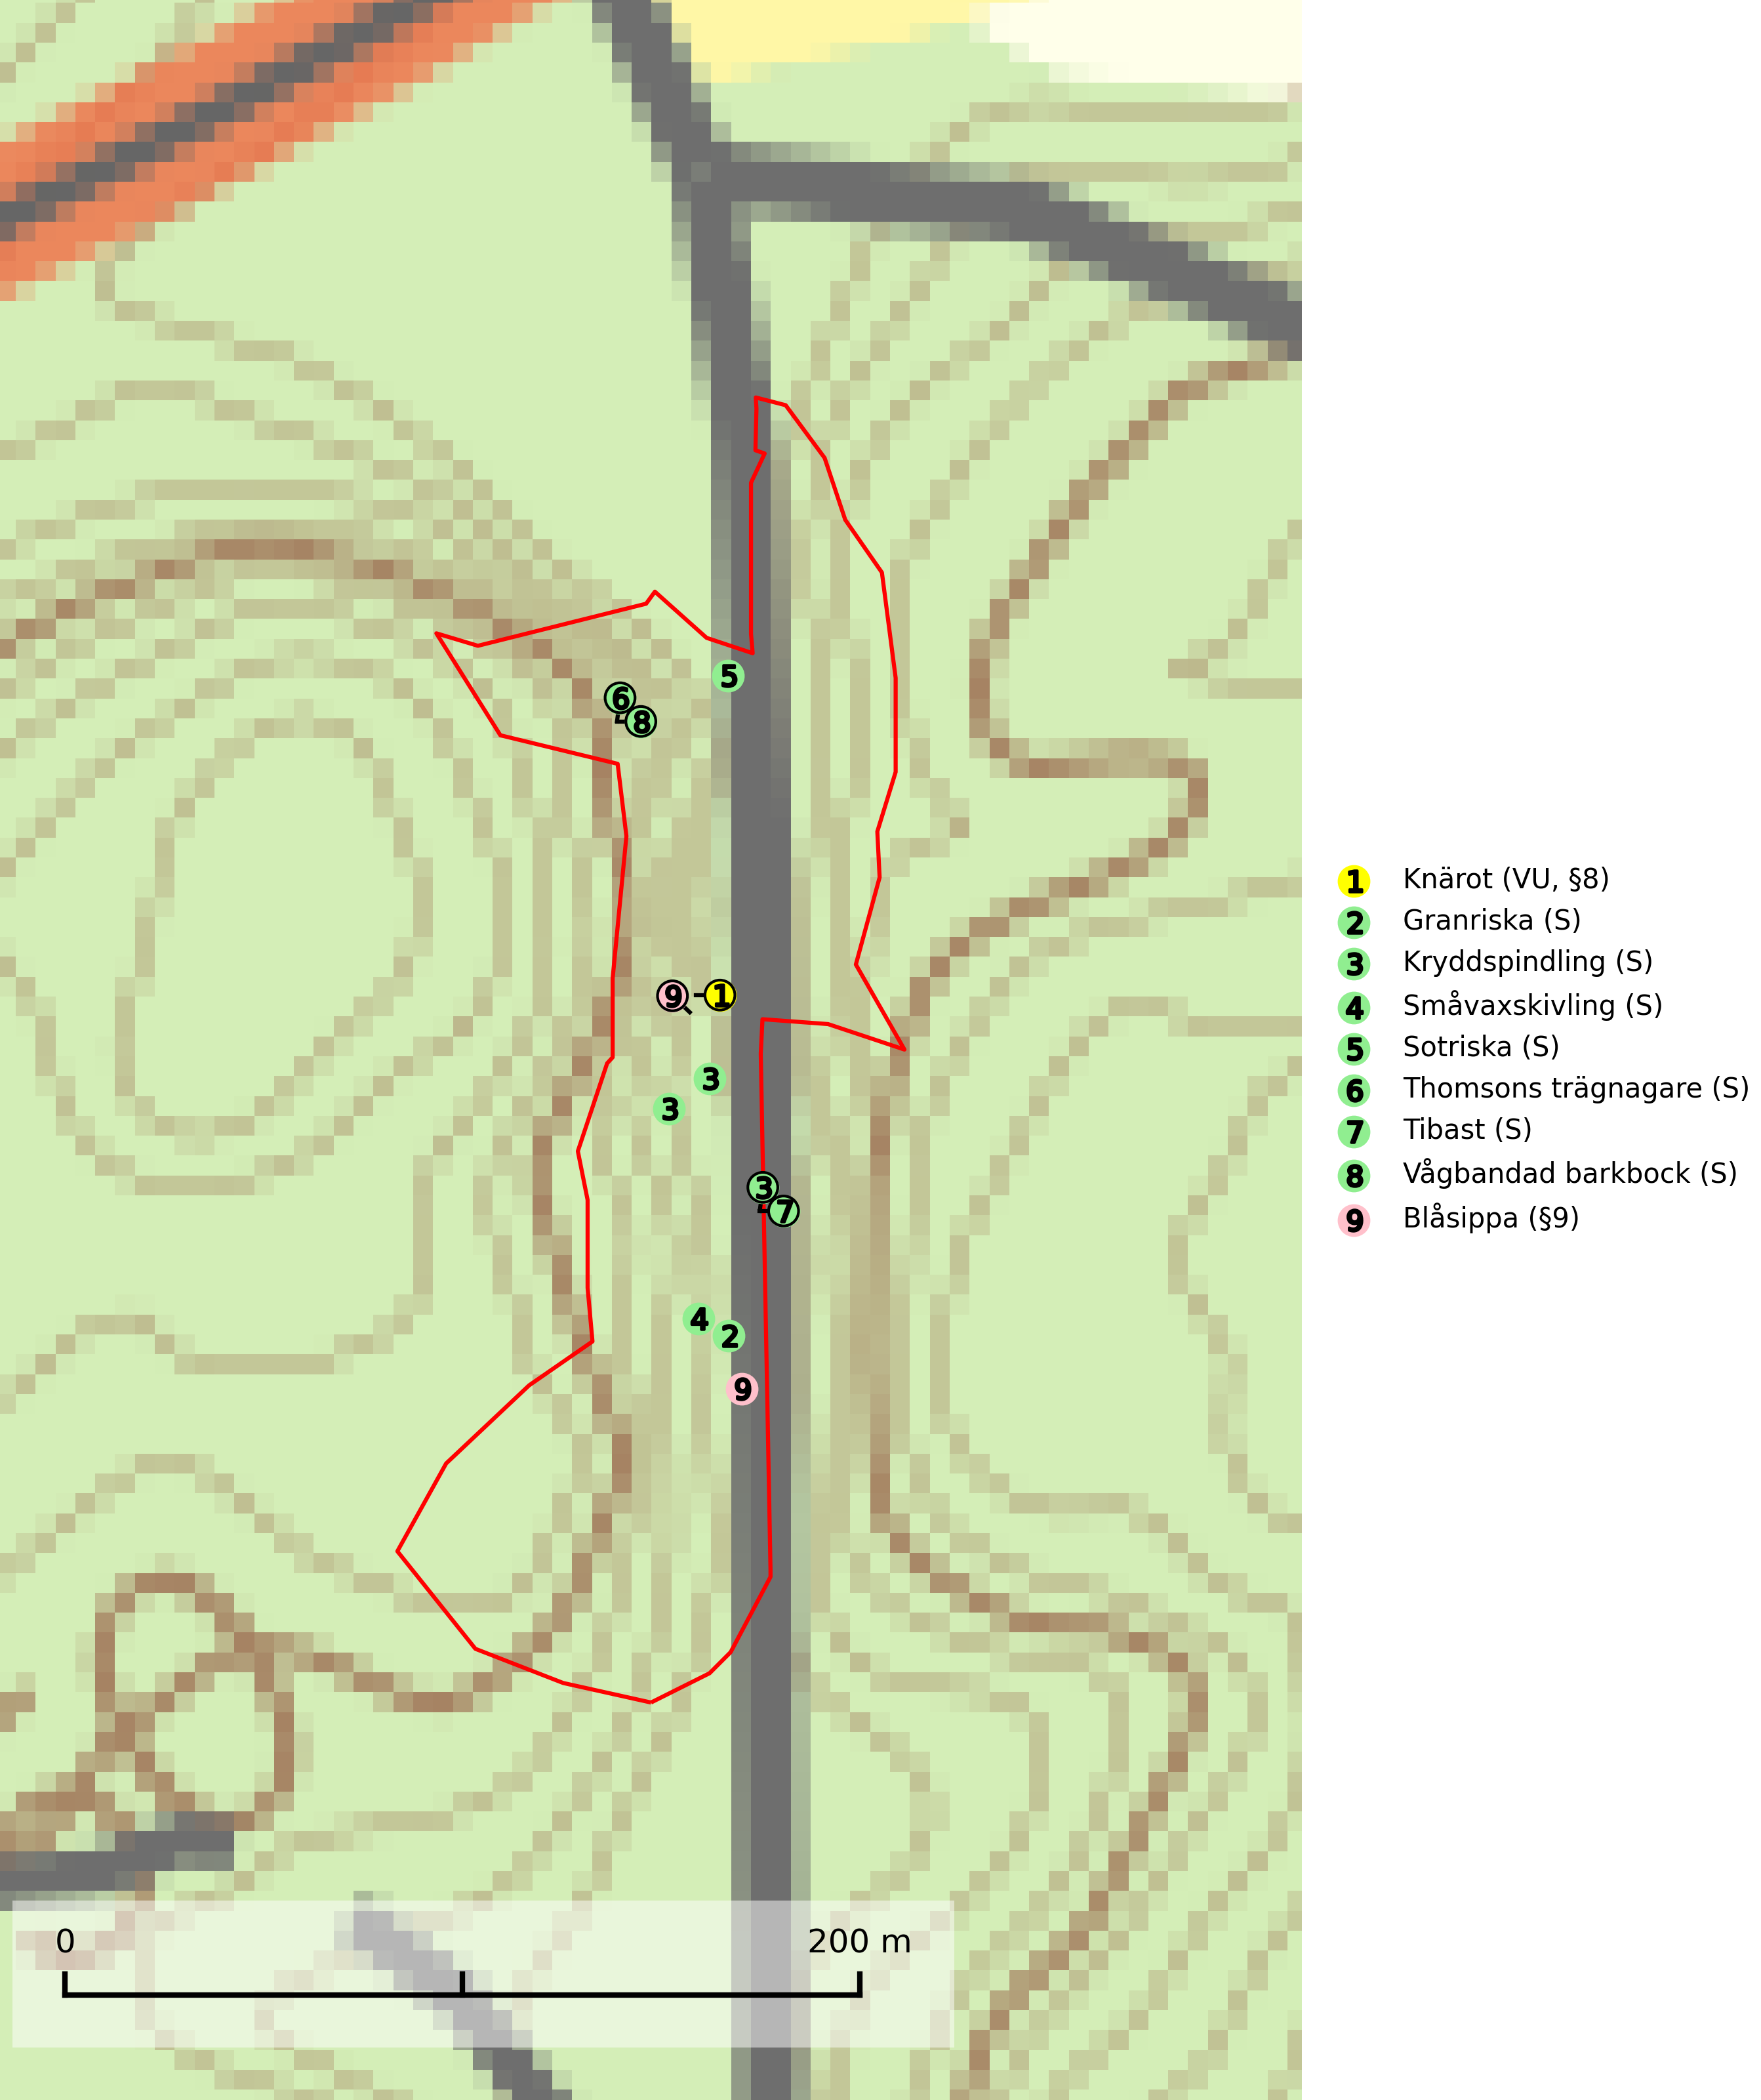 5
6
8
9 1
3
3
3
7
4
2
9
1 Knärot (VU, §8)
2 Granriska (S)
3 Kryddspindling (S)
4 Småvaxskivling (S)
5 Sotriska (S)
6 Thomsons trägnagare (S)
7 Tibast (S)
8 Vågbandad barkbock (S)
9 Blåsippa (§9)
0 200 m